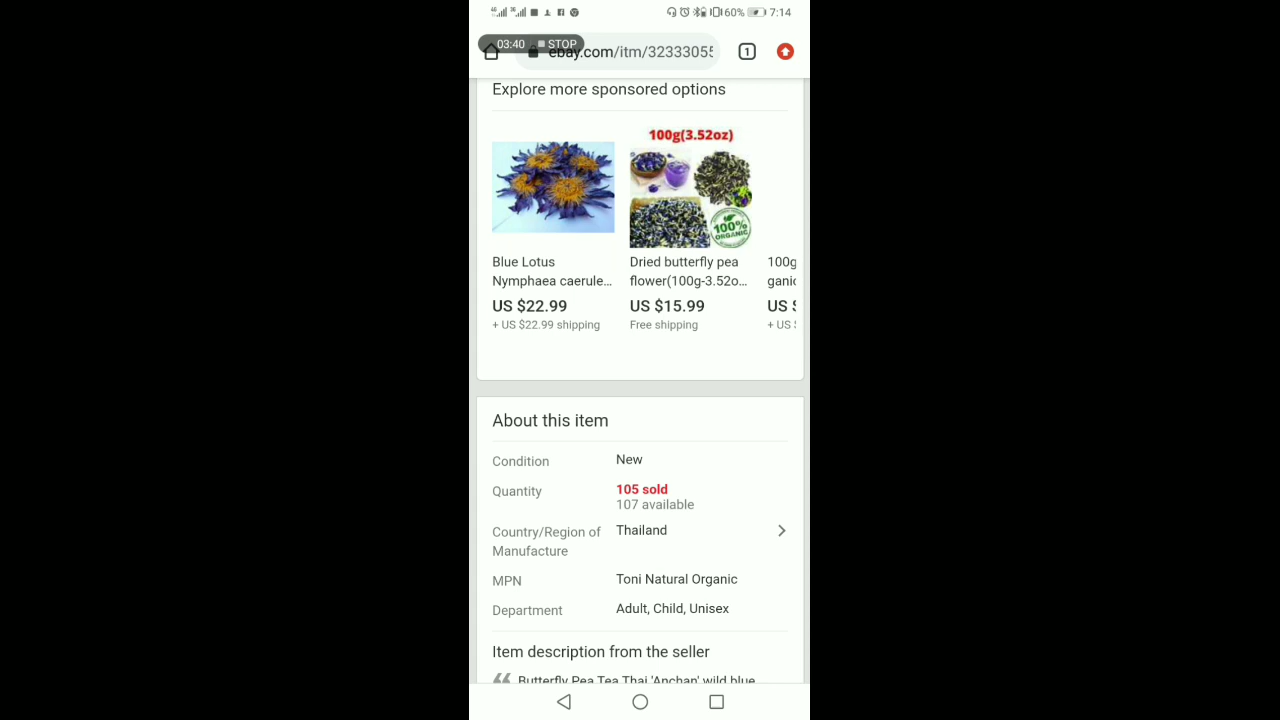 60% 7:14
03:40 STOP
ebay.com/itm/32333055
1
Explore more sponsored options
100g(3.52oz)
100%
ORGANIC
Blue Lotus
Nymphaea caerule...
US $22.99
+ US $22.99 shipping
Dried butterfly pea
flower(100g-3.52o...
US $15.99
Free shipping
100g
ganic
US $
+ US $
About this item
Condition New
Quantity 105 sold
107 available
Country/Region of Manufacture Thailand
MPN Toni Natural Organic
Department Adult, Child, Unisex
Item description from the seller
Butterfly Pea Tea Thai 'Anchan' wild blue